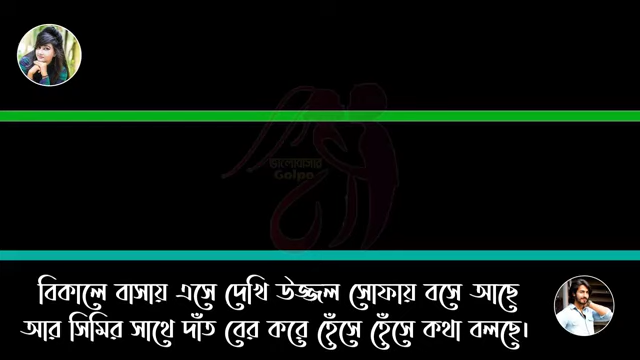 ভালোবাসার
Golpo
বিকালে বাসায় এসে দেখি উজ্জল সোফায় বসে আছে
আর সিমির সাথে দাঁত বের করে হেঁসে হেঁসে কথা বলছে।